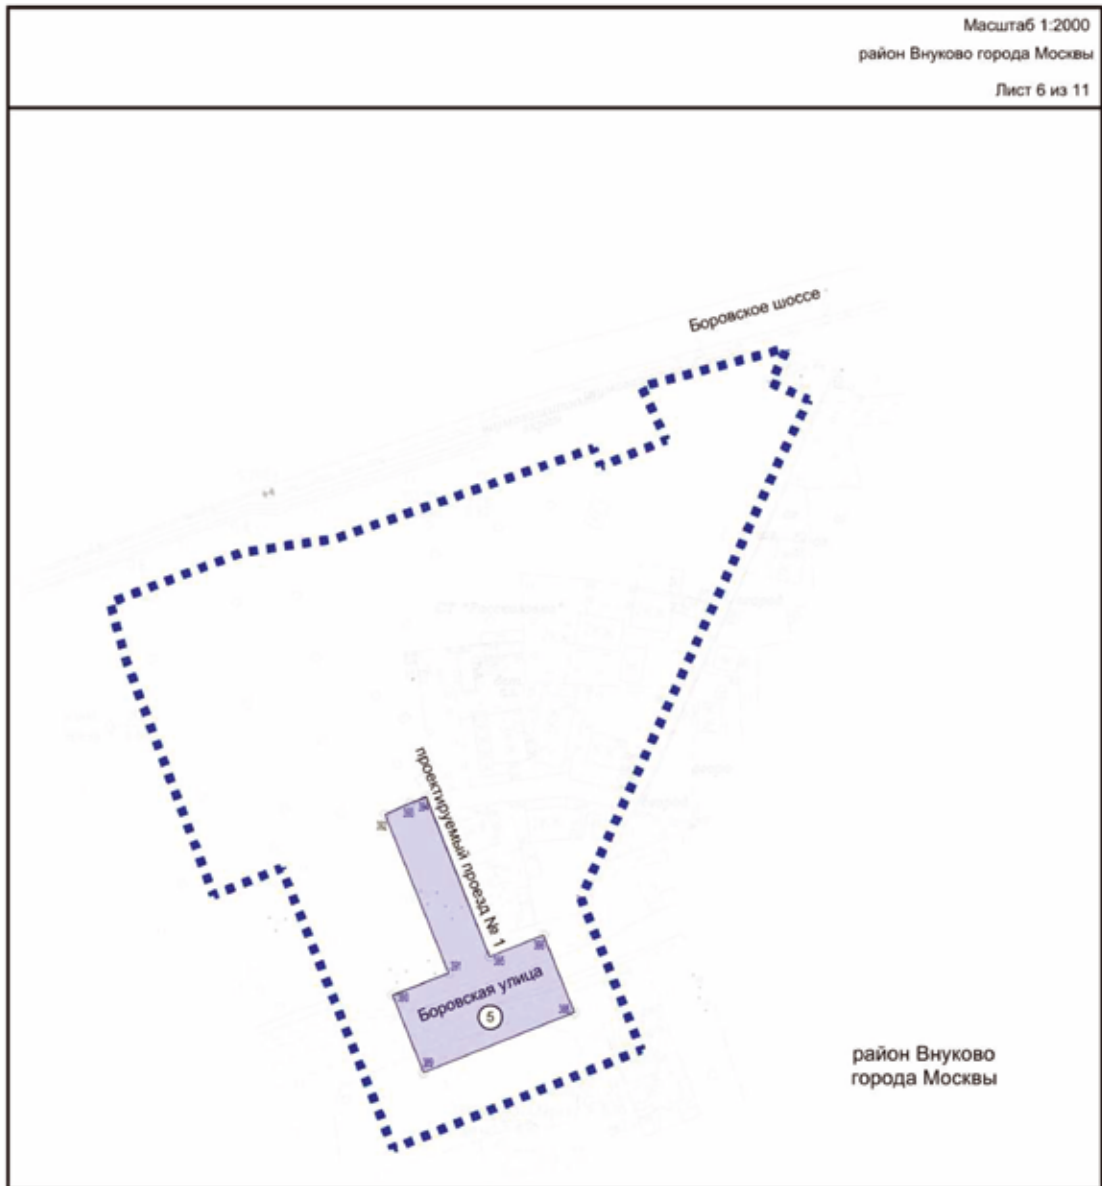 Масштаб 1:2000
район Внуково города Москвы
Лист 6 из 11
Боровское шоссе
проектируемый проезд № 1
Боровская улица
5
район Внуково
города Москвы